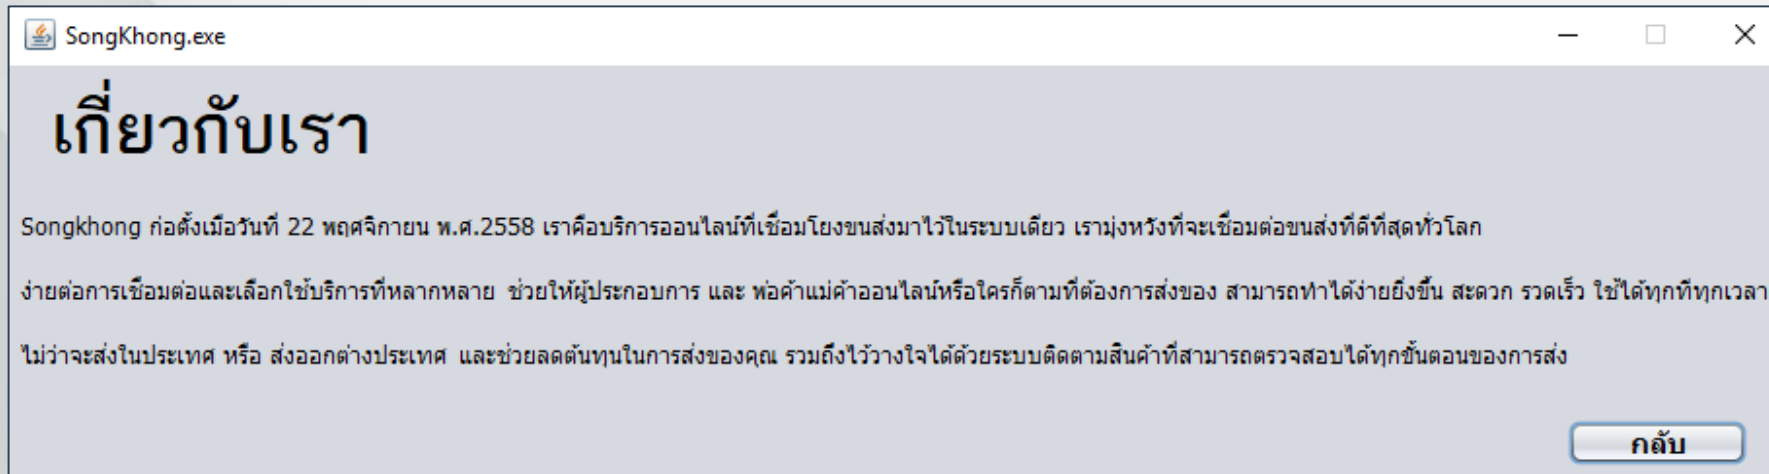 SongKhong.exe
เกี่ยวกับเรา
Songkhong ก่อตั้งเมื่อวันที่ 22 พฤศจิกายน พ.ศ.2558 เราคือบริการออนไลน์ที่เชื่อมโยงขนส่งมาไว้ในระบบเดียว เรามุ่งหวังที่จะเชื่อมต่อขนส่งที่ดีที่สุดทั่วโลก
ง่ายต่อการเชื่อมต่อและเลือกใช้บริการที่หลากหลาย ช่วยให้ผู้ประกอบการ และ พ่อค้าแม่ค้าออนไลน์หรือใครก็ตามที่ต้องการส่งของ สามารถทำได้ง่ายยิ่งขึ้น สะดวก รวดเร็ว ใช้ได้ทุกที่ทุกเวลา
ไม่ว่าจะส่งในประเทศ หรือ ส่งออกต่างประเทศ และช่วยลดต้นทุนในการส่งของคุณ รวมถึงไว้วางใจได้ด้วยระบบติดตามสินค้าที่สามารถตรวจสอบได้ทุกขั้นตอนของการส่ง
กลับ